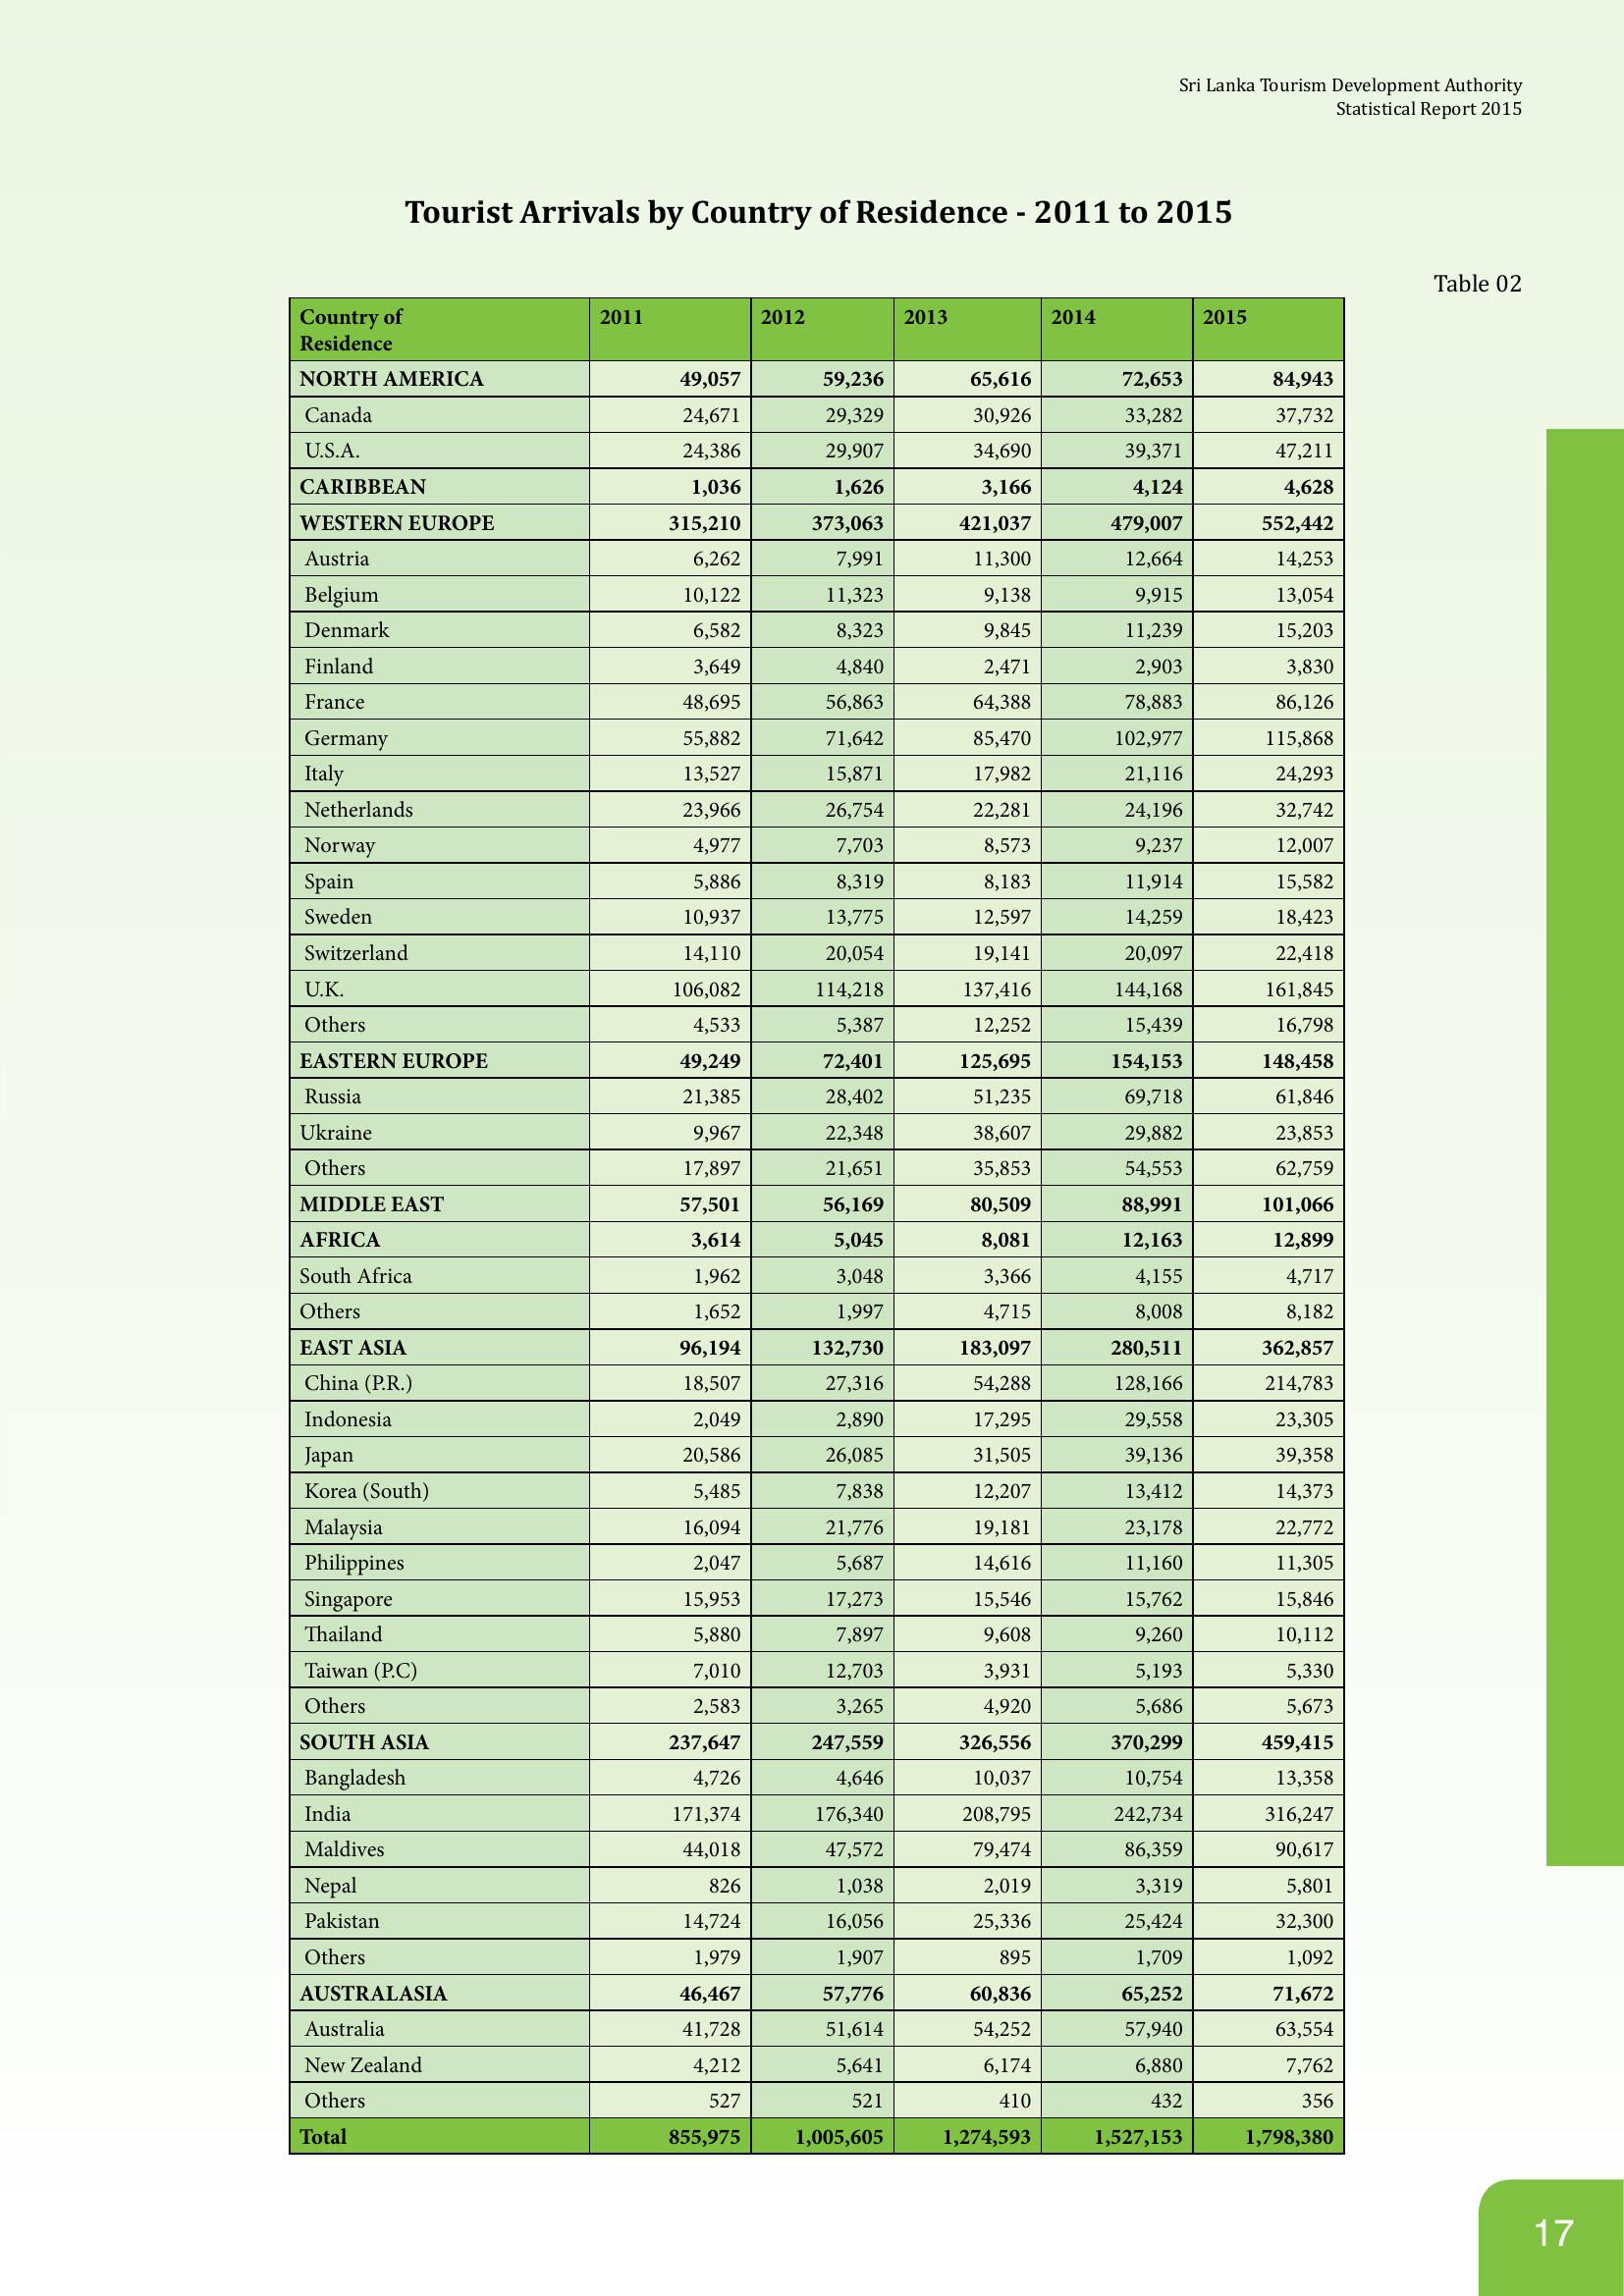 Sri Lanka Tourism Development Authority
Statistical Report 2015
Tourist Arrivals by Country of Residence - 2011 to 2015
Table 02
Country of Residence 2011 2012 2013 2014 2015
NORTH AMERICA 49,057 59,236 65,616 72,653 84,943
Canada 24,671 29,329 30,926 33,282 37,732
U.S.A. 24,386 29,907 34,690 39,371 47,211
CARIBBEAN 1,036 1,626 3,166 4,124 4,628
WESTERN EUROPE 315,210 373,063 421,037 479,007 552,442
Austria 6,262 7,991 11,300 12,664 14,253
Belgium 10,122 11,323 9,138 9,915 13,054
Denmark 6,582 8,323 9,845 11,239 15,203
Finland 3,649 4,840 2,471 2,903 3,830
France 48,695 56,863 64,388 78,883 86,126
Germany 55,882 71,642 85,470 102,977 115,868
Italy 13,527 15,871 17,982 21,116 24,293
Netherlands 23,966 26,754 22,281 24,196 32,742
Norway 4,977 7,703 8,573 9,237 12,007
Spain 5,886 8,319 8,183 11,914 15,582
Sweden 10,937 13,775 12,597 14,259 18,423
Switzerland 14,110 20,054 19,141 20,097 22,418
U.K. 106,082 114,218 137,416 144,168 161,845
Others 4,533 5,387 12,252 15,439 16,798
EASTERN EUROPE 49,249 72,401 125,695 154,153 148,458
Russia 21,385 28,402 51,235 69,718 61,846
Ukraine 9,967 22,348 38,607 29,882 23,853
Others 17,897 21,651 35,853 54,553 62,759
MIDDLE EAST 57,501 56,169 80,509 88,991 101,066
AFRICA 3,614 5,045 8,081 12,163 12,899
South Africa 1,962 3,048 3,366 4,155 4,717
Others 1,652 1,997 4,715 8,008 8,182
EAST ASIA 96,194 132,730 183,097 280,511 362,857
China (P.R.) 18,507 27,316 54,288 128,166 214,783
Indonesia 2,049 2,890 17,295 29,558 23,305
Japan 20,586 26,085 31,505 39,136 39,358
Korea (South) 5,485 7,838 12,207 13,412 14,373
Malaysia 16,094 21,776 19,181 23,178 22,772
Philippines 2,047 5,687 14,616 11,160 11,305
Singapore 15,953 17,273 15,546 15,762 15,846
Thailand 5,880 7,897 9,608 9,260 10,112
Taiwan (P.C) 7,010 12,703 3,931 5,193 5,330
Others 2,583 3,265 4,920 5,686 5,673
SOUTH ASIA 237,647 247,559 326,556 370,299 459,415
Bangladesh 4,726 4,646 10,037 10,754 13,358
India 171,374 176,340 208,795 242,734 316,247
Maldives 44,018 47,572 79,474 86,359 90,617
Nepal 826 1,038 2,019 3,319 5,801
Pakistan 14,724 16,056 25,336 25,424 32,300
Others 1,979 1,907 895 1,709 1,092
AUSTRALASIA 46,467 57,776 60,836 65,252 71,672
Australia 41,728 51,614 54,252 57,940 63,554
New Zealand 4,212 5,641 6,174 6,880 7,762
Others 527 521 410 432 356
Total 855,975 1,005,605 1,274,593 1,527,153 1,798,380
17